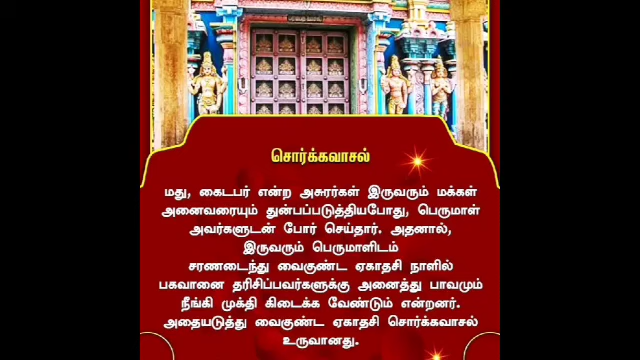 சொர்க்கவாசல்
மது, கைடபர் என்ற அசுரர்கள் இருவரும் மக்கள்
அனைவரையும் துன்பப்படுத்தியபோது, பெருமாள்
அவர்களுடன் போர் செய்தார். அதனால்,
இருவரும் பெருமாளிடம்
சரணடைந்து வைகுண்ட ஏகாதசி நாளில்
பகவானை தரிசிப்பவர்களுக்கு அனைத்து பாவமும்
நீங்கி முக்தி கிடைக்க வேண்டும் என்றனர்.
அதையடுத்து வைகுண்ட ஏகாதசி சொர்க்கவாசல்
உருவானது.